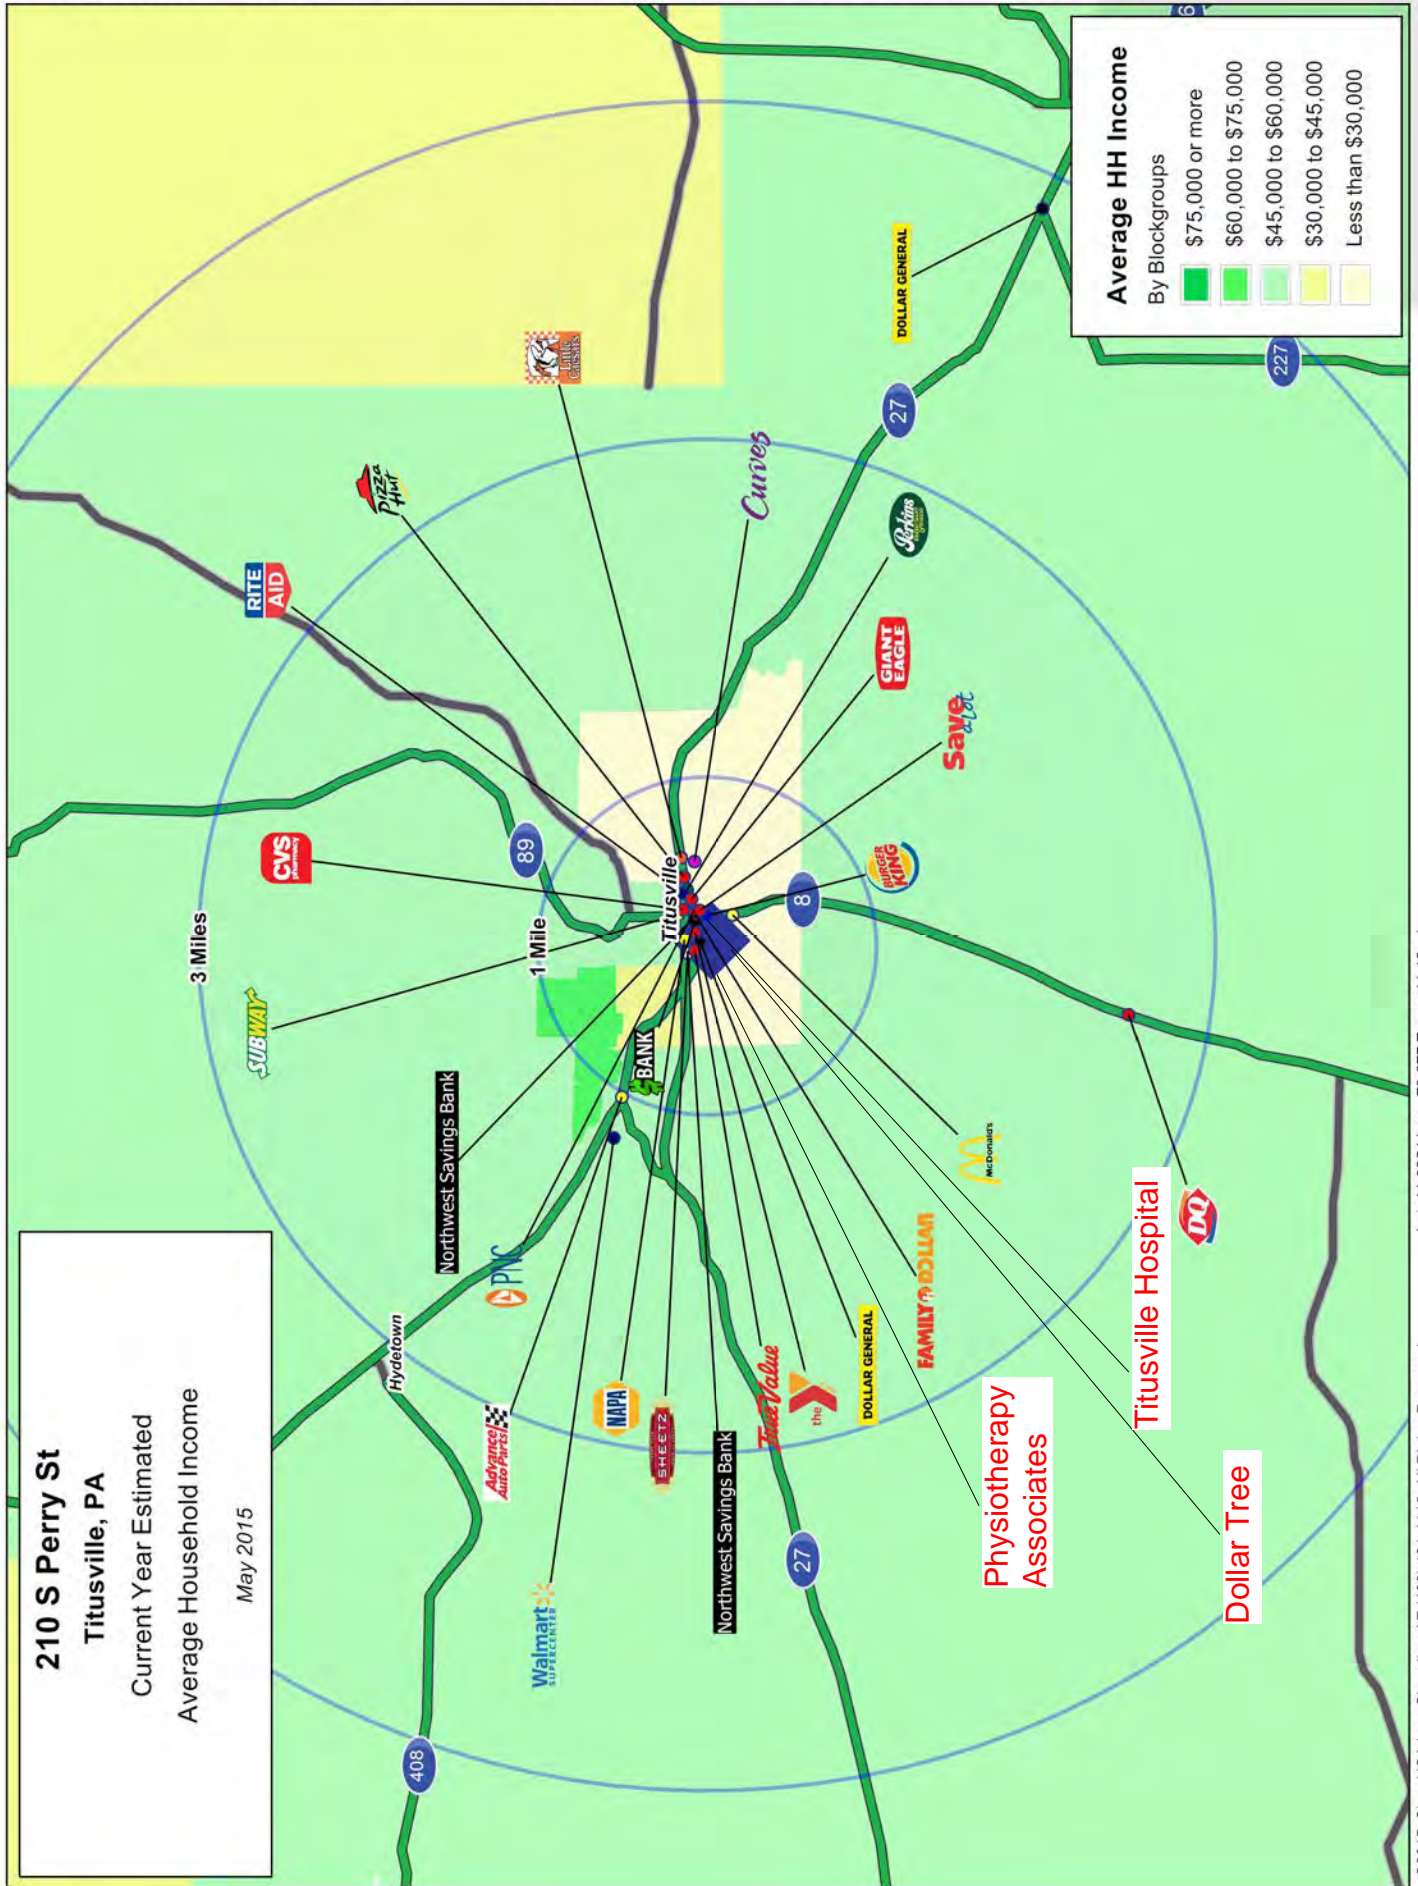 210 S Perry St
Titusville, PA
Current Year Estimated
Average Household Income
May 2015
408
Hydetown
Northwest Savings Bank
SUBWAY
3 Miles
1 Mile
CVS
pharmacy
89
RITE
AID
Pizza
Hut
Little
Caesars
PNC
Advance
Auto Parts
Walmart
SUPERCENTER
NAPA
SHEETZ
BANK
Titusville
Northwest Savings Bank
True Value
the
Y
DOLLAR GENERAL
FAMILY DOLLAR
27
Physiotherapy
Associates
Dollar Tree
Titusville Hospital
McDonald's
DQ
8
BURGER
KING
Save
a lot
GIANT
EAGLE
Perkins
Curves
27
DOLLAR GENERAL
227
Average HH Income
By Blockgroups
$75,000 or more
$60,000 to $75,000
$45,000 to $60,000
$30,000 to $45,000
Less than $30,000